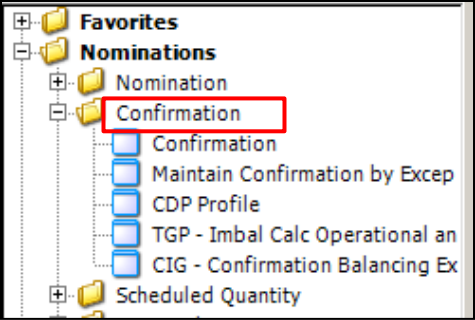 Favorites
Nominations
Nomination
Confirmation
Confirmation
Maintain Confirmation by Excep
CDP Profile
TGP - Imbal Calc Operational an
CIG - Confirmation Balancing Ex
Scheduled Quantity